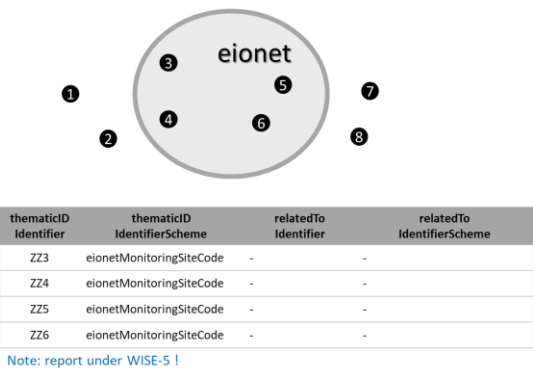 eionet
3
5
1
7
4
6
2
8
thematicID Identifier thematicID IdentifierScheme relatedTo Identifier relatedTo IdentifierScheme
ZZ3 eionetMonitoringSiteCode - -
ZZ4 eionetMonitoringSiteCode - -
ZZ5 eionetMonitoringSiteCode - -
ZZ6 eionetMonitoringSiteCode - -
Note: report under WISE-5 !